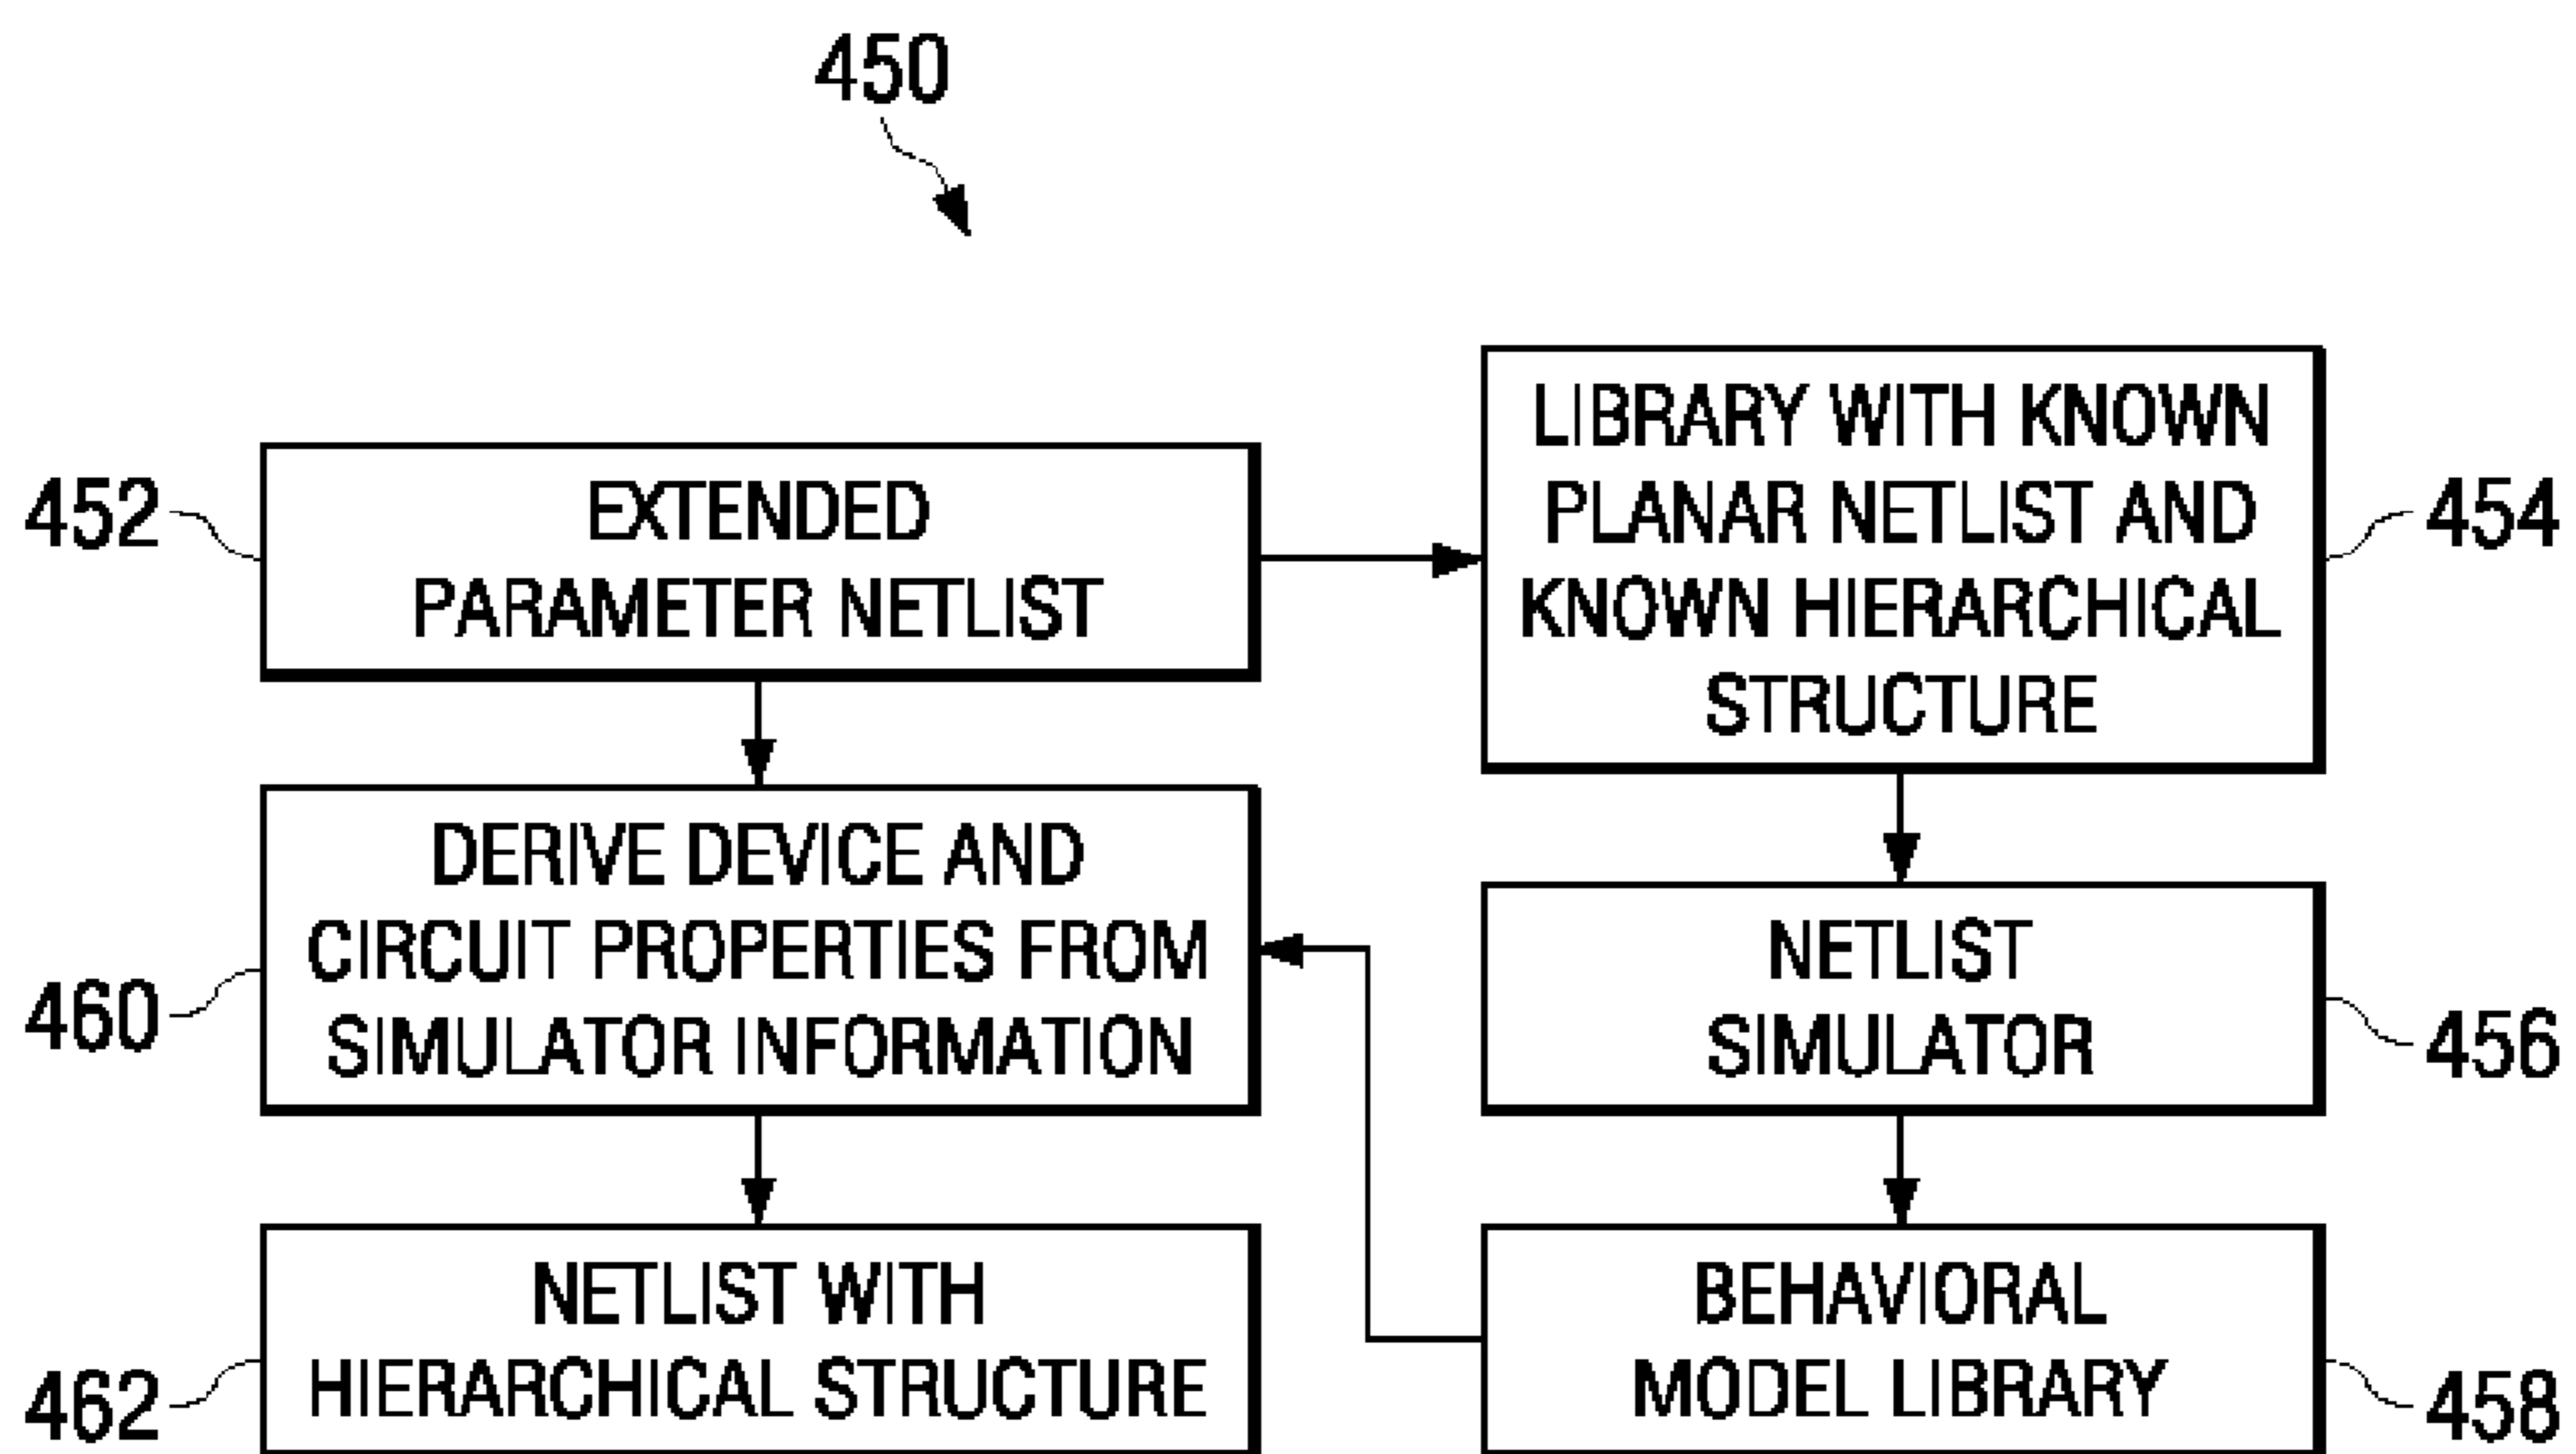 450
452
EXTENDED
PARAMETER NETLIST
LIBRARY WITH KNOWN
PLANAR NETLIST AND
KNOWN HIERARCHICAL
STRUCTURE
454
460
DERIVE DEVICE AND
CIRCUIT PROPERTIES FROM
SIMULATOR INFORMATION
NETLIST
SIMULATOR
456
462
NETLIST WITH
HIERARCHICAL STRUCTURE
BEHAVIORAL
MODEL LIBRARY
458